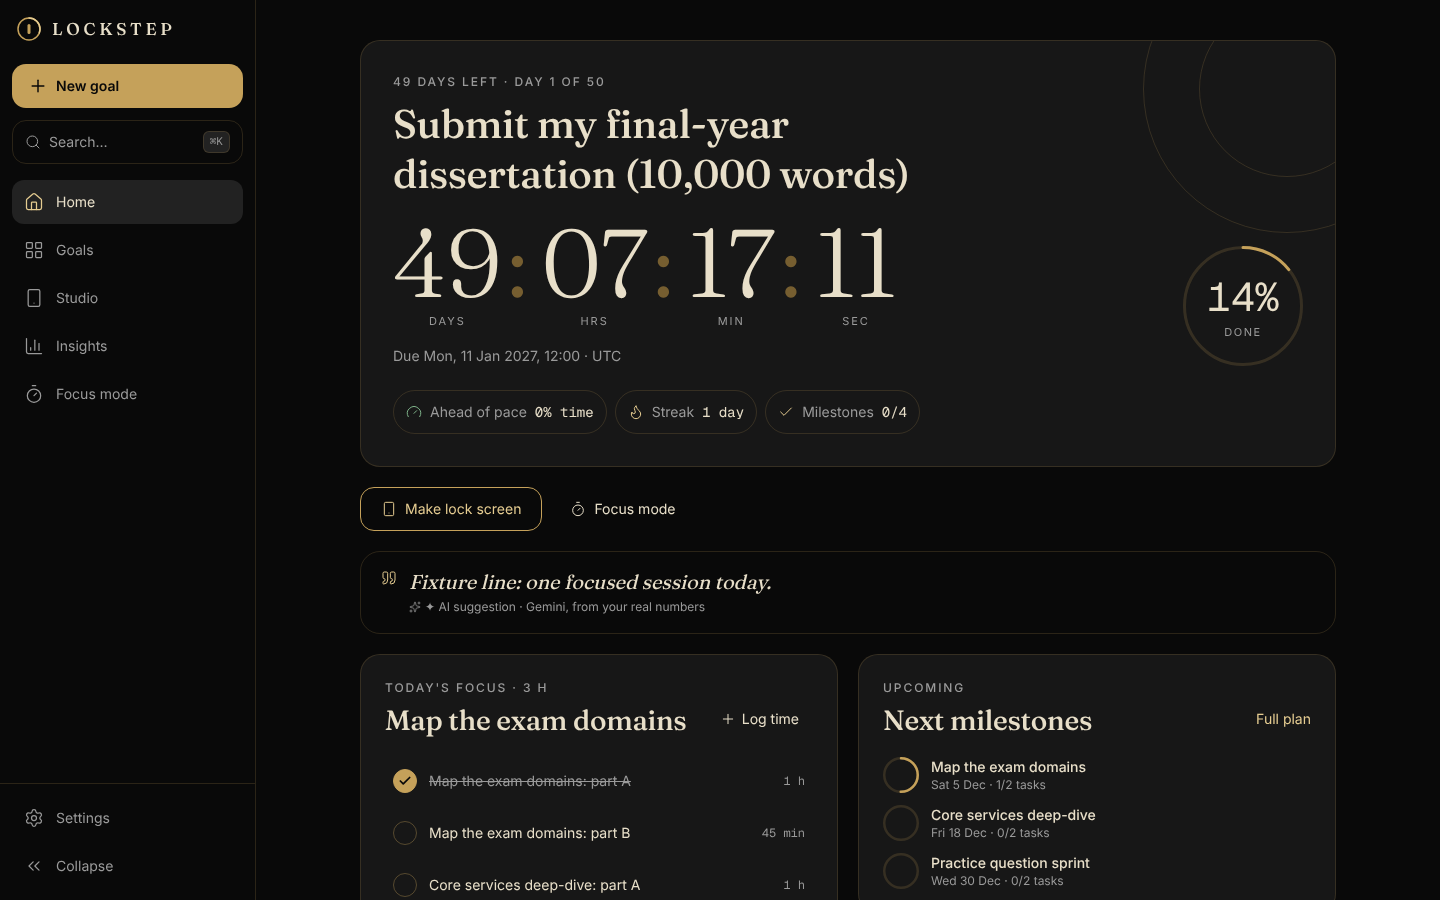 LOCKSTEP
New goal
Search... ⌘K
Home
Goals
Studio
Insights
Focus mode
Settings
Collapse
49 DAYS LEFT · DAY 1 OF 50
Submit my final-year
dissertation (10,000 words)
49:07:17:11
DAYS HRS MIN SEC
Due Mon, 11 Jan 2027, 12:00 · UTC
14%
DONE
Ahead of pace 0% time
Streak 1 day
Milestones 0/4
Make lock screen
Focus mode
Fixture line: one focused session today.
✦ AI suggestion · Gemini, from your real numbers
TODAY'S FOCUS · 3 H
Map the exam domains
Log time
Map the exam domains: part A 1 h
Map the exam domains: part B 45 min
Core services deep-dive: part A 1 h
UPCOMING
Next milestones
Full plan
Map the exam domains
Sat 5 Dec · 1/2 tasks
Core services deep-dive
Fri 18 Dec · 0/2 tasks
Practice question sprint
Wed 30 Dec · 0/2 tasks